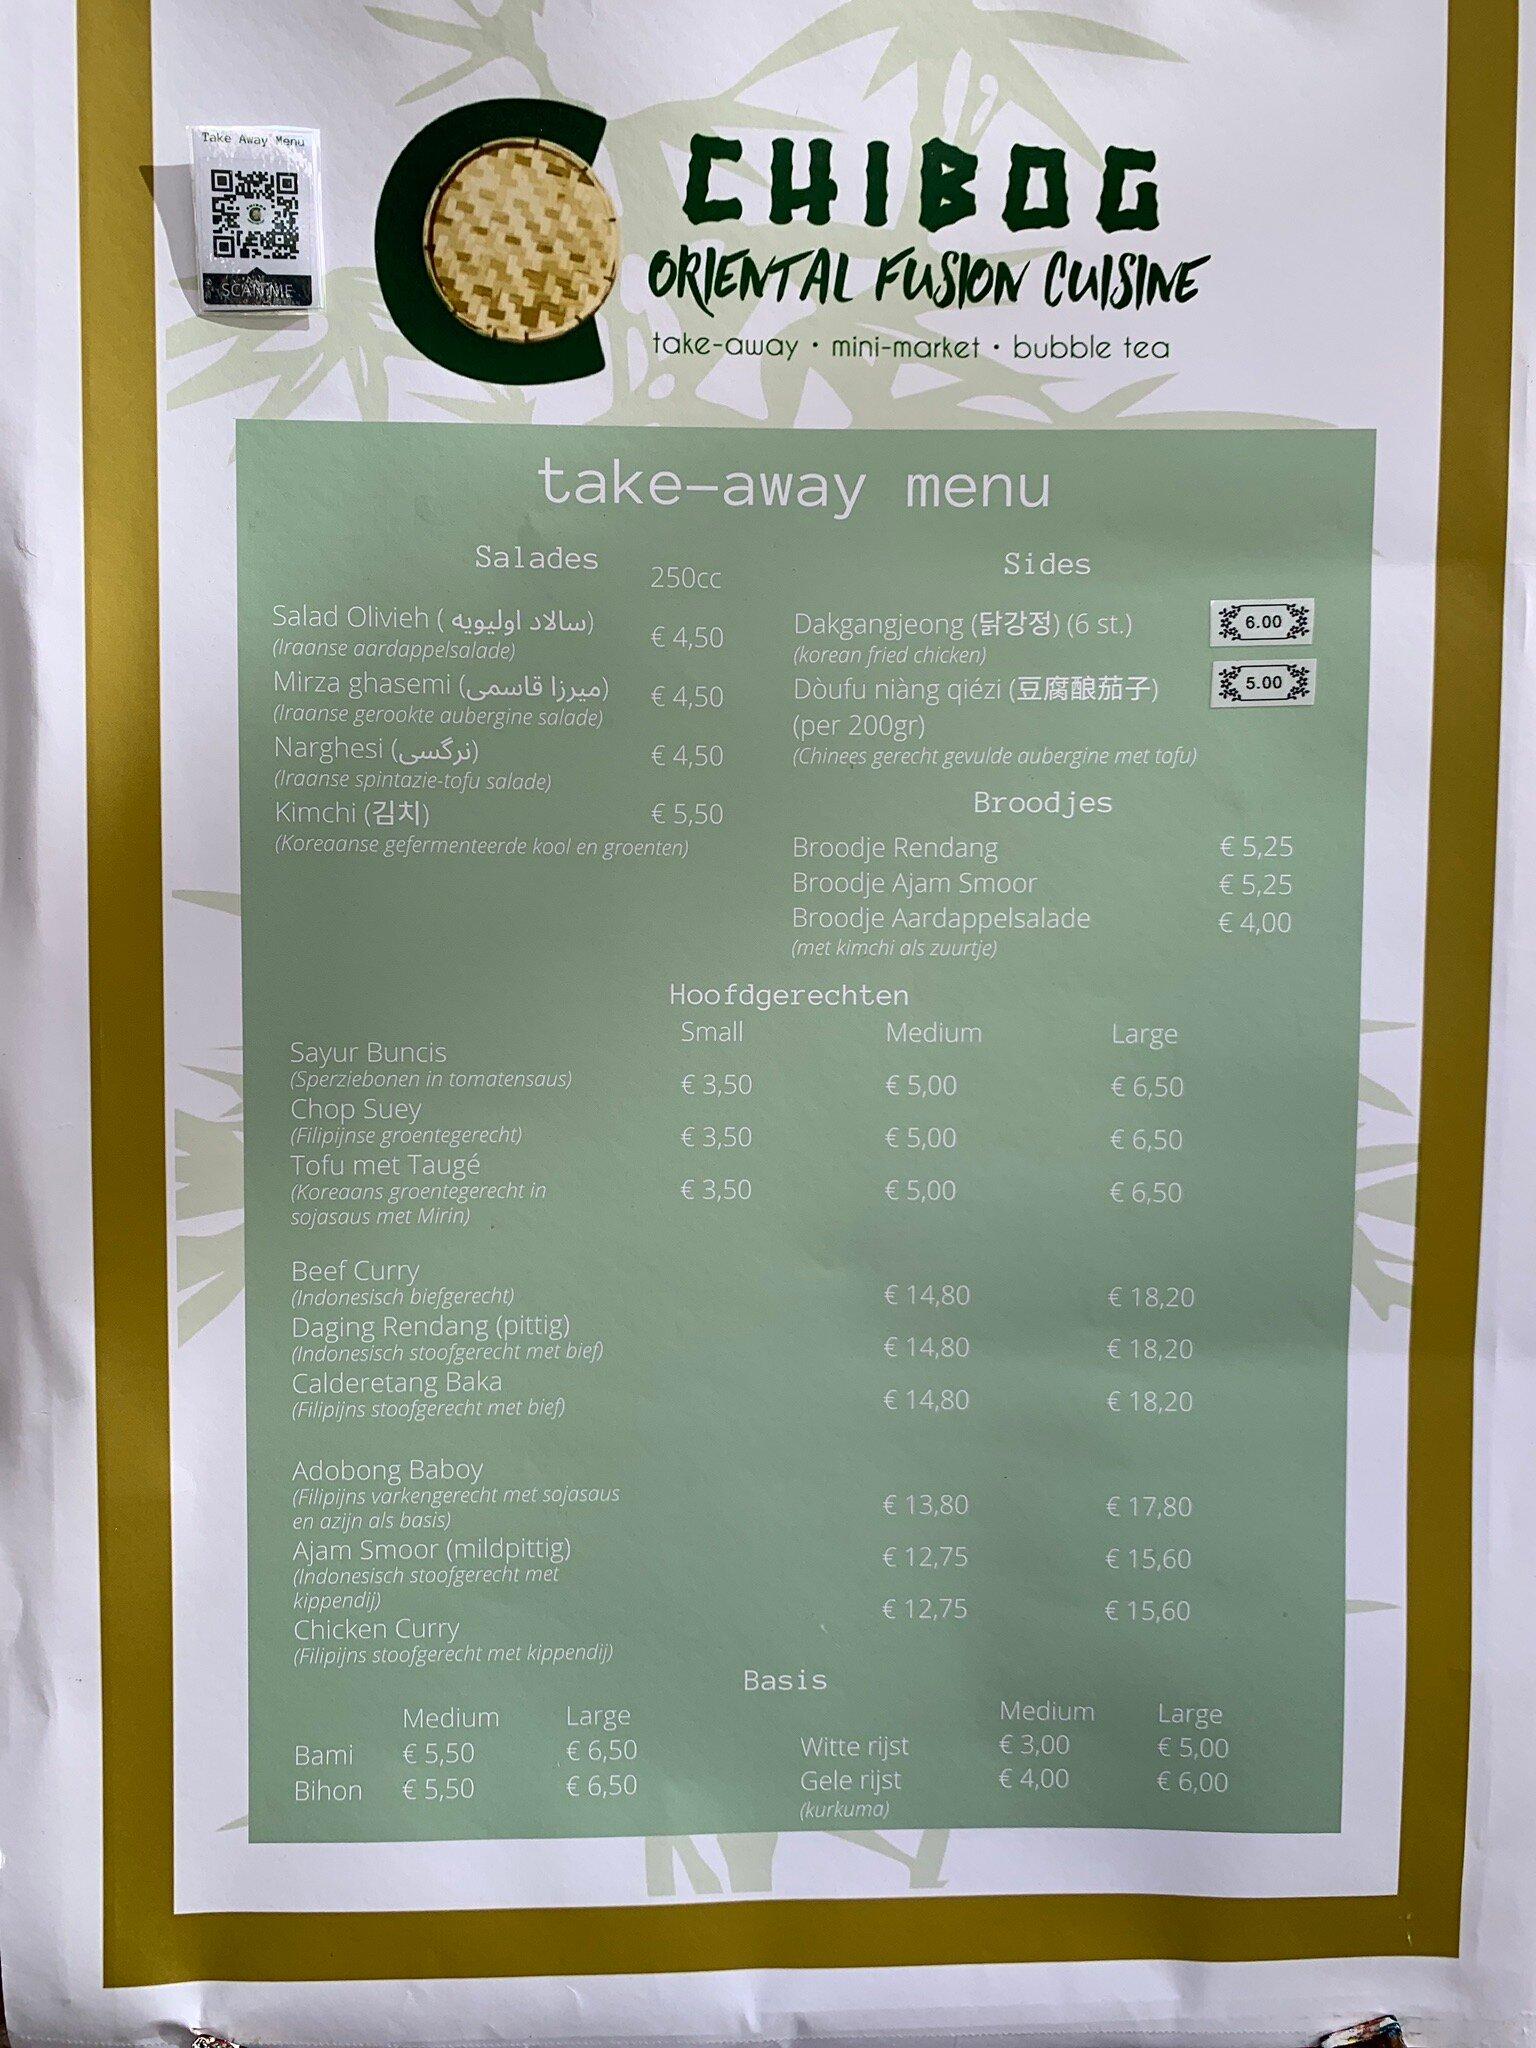 Take Away Menu
SCAN ME
CHIBOG
ORIENTAL FUSION CUISINE
take-away • mini-market • bubble tea
take-away menu
Salades
250cc
Salad Olivieh ( سالاد اولیویه)
€ 4,50
(Iraanse aardappelsalade)
Mirza ghasemi (میرزا قاسمی)
€ 4,50
(Iraanse gerookte aubergine salade)
Narghesi (نرگسی)
€ 4,50
(Iraanse spintazie-tofu salade)
Kimchi (김치)
€ 5,50
(Koreaanse gefermenteerde kool en groenten)
Sides
Dakgangjeong (닭강정) (6 st.)
6.00
(korean fried chicken)
Dòufu niàng qiézi (豆腐酿茄子)
5.00
(per 200gr)
(Chinees gerecht gevulde aubergine met tofu)
Broodjes
Broodje Rendang € 5,25
Broodje Ajam Smoor € 5,25
Broodje Aardappelsalade € 4,00
(met kimchi als zuurtje)
Hoofdgerechten
Small Medium Large
Sayur Buncis
(Sperziebonen in tomatensaus) € 3,50 € 5,00 € 6,50
Chop Suey
(Filipijnse groentegerecht) € 3,50 € 5,00 € 6,50
Tofu met Taugé
(Koreaans groentegerecht in € 3,50 € 5,00 € 6,50
sojasaus met Mirin)
Beef Curry
(Indonesisch biefgerecht) € 14,80 € 18,20
Daging Rendang (pittig)
(Indonesisch stoofgerecht met bief) € 14,80 € 18,20
Calderetang Baka
(Filipijns stoofgerecht met bief) € 14,80 € 18,20
Adobong Baboy
(Filipijns varkengerecht met sojasaus € 13,80 € 17,80
en azijn als basis)
Ajam Smoor (mildpittig) € 12,75 € 15,60
(Indonesisch stoofgerecht met
kippendij)
€ 12,75 € 15,60
Chicken Curry
(Filipijns stoofgerecht met kippendij)
Basis
Medium Large
Bami € 5,50 € 6,50
Bihon € 5,50 € 6,50
Medium Large
Witte rijst € 3,00 € 5,00
Gele rijst € 4,00 € 6,00
(kurkuma)